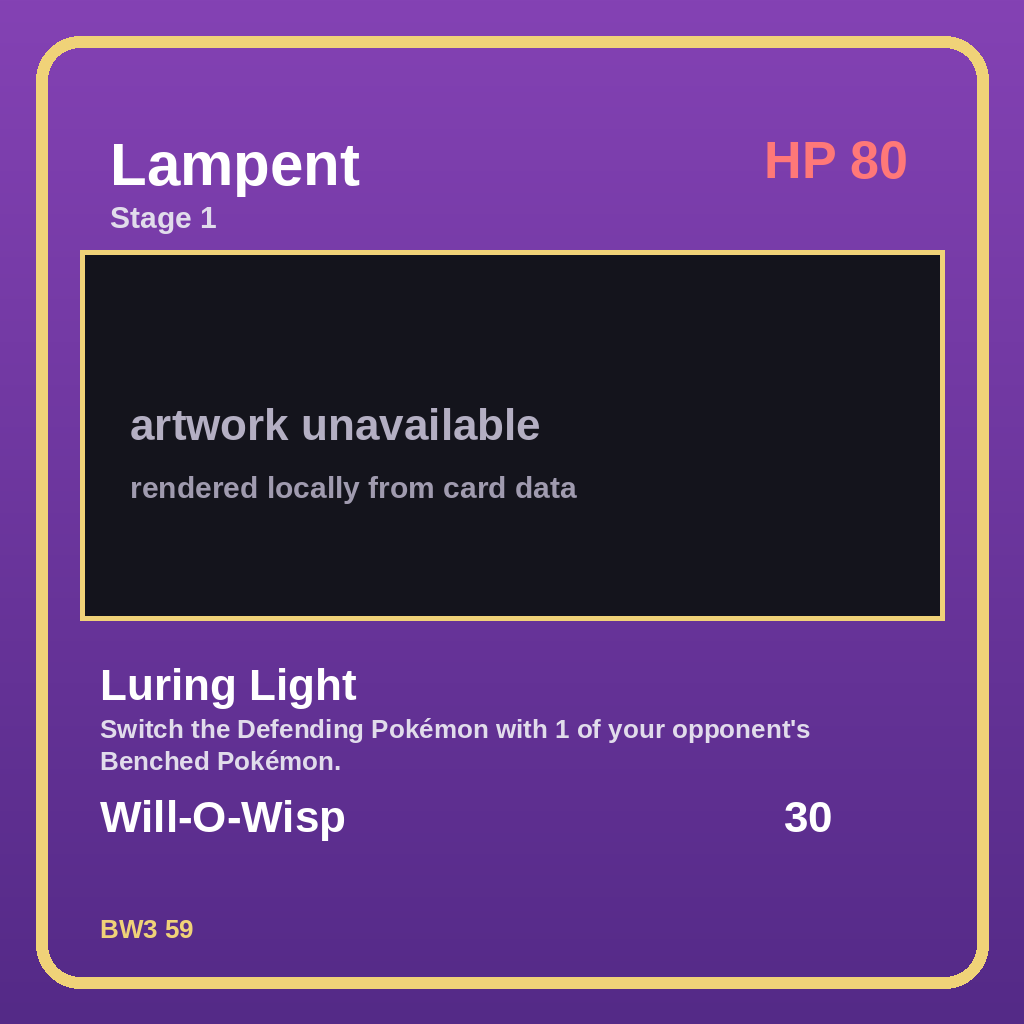 Lampent
HP 80
Stage 1
artwork unavailable
rendered locally from card data
Luring Light
Switch the Defending Pokémon with 1 of your opponent's
Benched Pokémon.
Will-O-Wisp
30
BW3 59